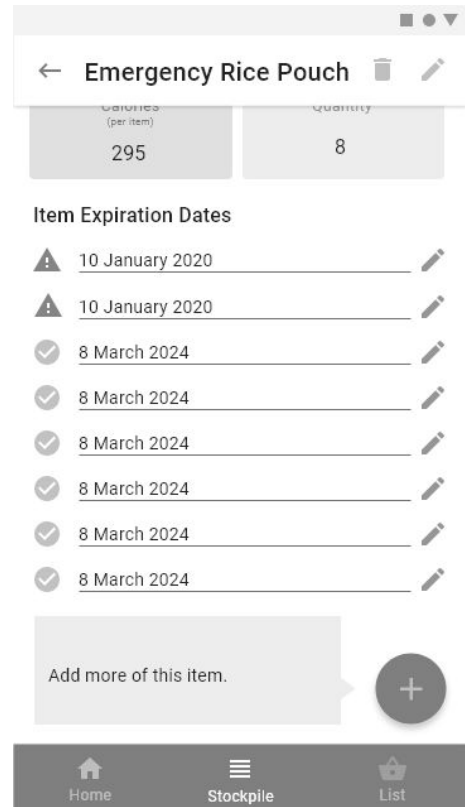 Emergency Rice Pouch
Calories
(per item)
295
Quantity
8
Item Expiration Dates
10 January 2020
10 January 2020
8 March 2024
8 March 2024
8 March 2024
8 March 2024
8 March 2024
8 March 2024
Add more of this item.
Home
Stockpile
List